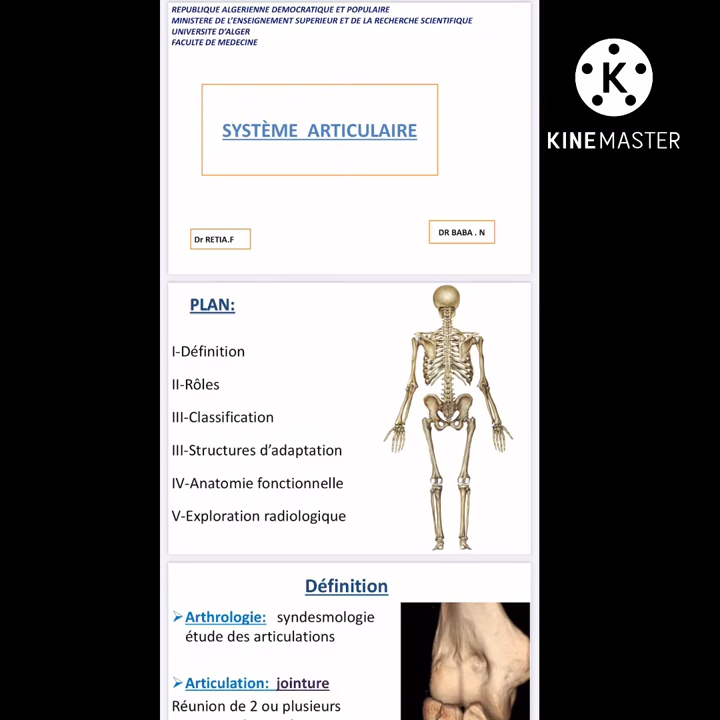 REPUBLIQUE ALGERIENNE DEMOCRATIQUE ET POPULAIRE
MINISTERE DE L'ENSEIGNEMENT SUPERIEUR ET DE LA RECHERCHE SCIENTIFIQUE
UNIVERSITE D'ALGER
FACULTE DE MEDECINE
K
KINEMASTER
SYSTÈME ARTICULAIRE
Dr RETIA.F
DR BABA . N
PLAN:
I-Définition
II-Rôles
III-Classification
III-Structures d'adaptation
IV-Anatomie fonctionnelle
V-Exploration radiologique
Définition
➢Arthrologie: syndesmologie
étude des articulations
➢Articulation: jointure
Réunion de 2 ou plusieurs